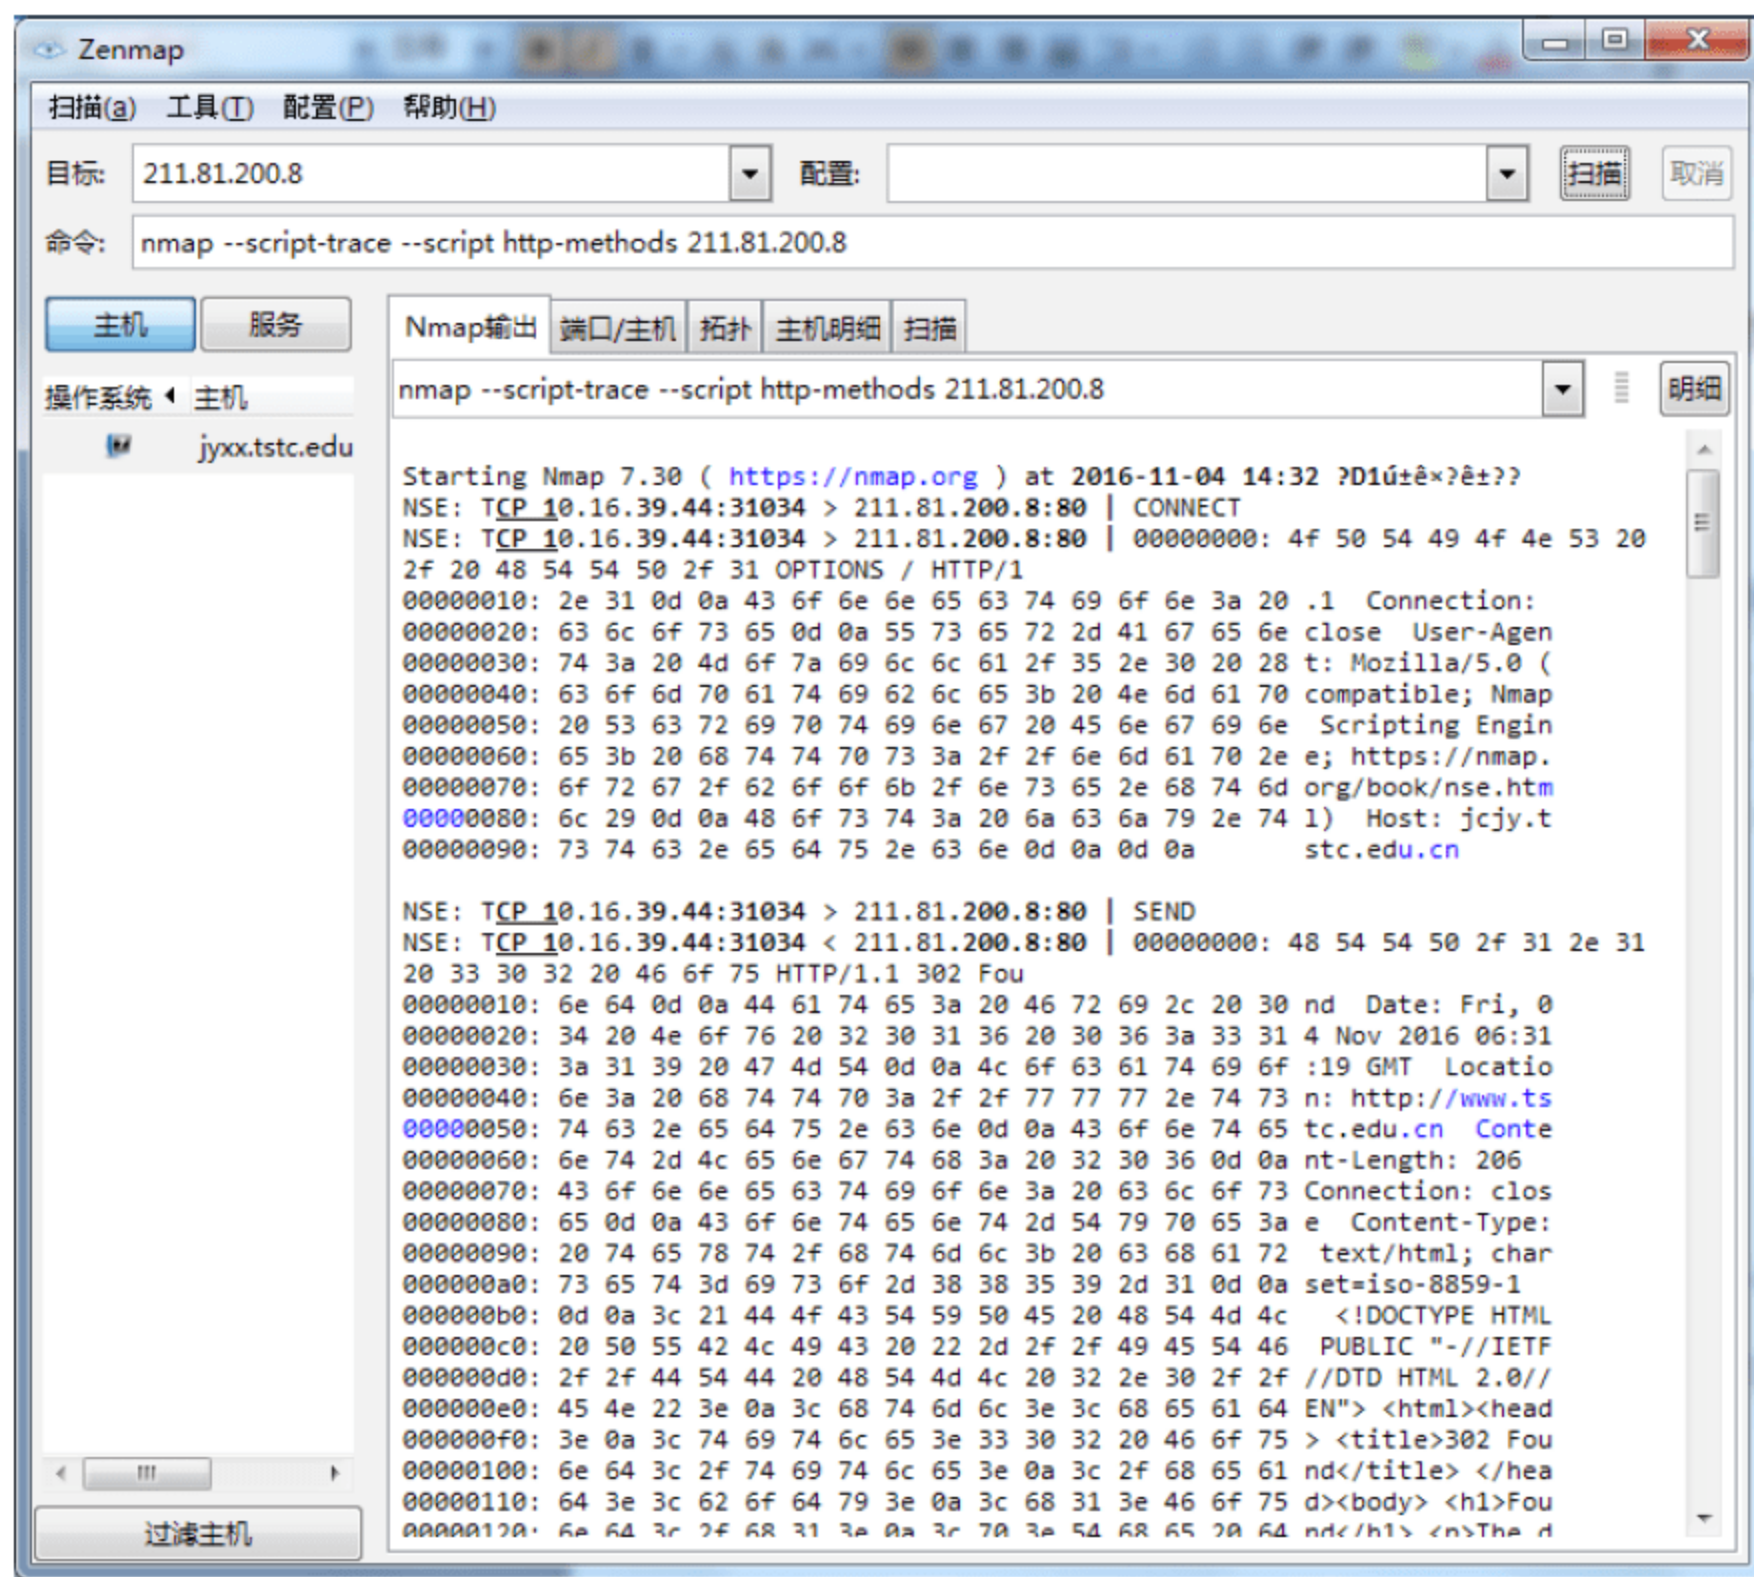 Zenmap
扫描(a) 工具(T) 配置(P) 帮助(H)
目标: 211.81.200.8 配置: 扫描 取消
命令: nmap --script-trace --script http-methods 211.81.200.8
主机 服务 Nmap输出 端口/主机 拓扑 主机明细 扫描
操作系统 主机 nmap --script-trace --script http-methods 211.81.200.8 明细
jyxx.tstc.edu
Starting Nmap 7.30 ( https://nmap.org ) at 2016-11-04 14:32 ?D1ú±ê×?ê±??
NSE: TCP 10.16.39.44:31034 > 211.81.200.8:80 | CONNECT
NSE: TCP 10.16.39.44:31034 > 211.81.200.8:80 | 00000000: 4f 50 54 49 4f 4e 53 20
2f 20 48 54 54 50 2f 31 OPTIONS / HTTP/1
00000010: 2e 31 0d 0a 43 6f 6e 6e 65 63 74 69 6f 6e 3a 20 .1  Connection:
00000020: 63 6c 6f 73 65 0d 0a 55 73 65 72 2d 41 67 65 6e close  User-Agen
00000030: 74 3a 20 4d 6f 7a 69 6c 6c 61 2f 35 2e 30 20 28 t: Mozilla/5.0 (
00000040: 63 6f 6d 70 61 74 69 62 6c 65 3b 20 4e 6d 61 70 compatible; Nmap
00000050: 20 53 63 72 69 70 74 69 6e 67 20 45 6e 67 69 6e  Scripting Engin
00000060: 65 3b 20 68 74 74 70 73 3a 2f 2f 6e 6d 61 70 2e e; https://nmap.
00000070: 6f 72 67 2f 62 6f 6f 6b 2f 6e 73 65 2e 68 74 6d org/book/nse.htm
00000080: 6c 29 0d 0a 48 6f 73 74 3a 20 6a 63 6a 79 2e 74 l)  Host: jcjy.t
00000090: 73 74 63 2e 65 64 75 2e 63 6e 0d 0a 0d 0a       stc.edu.cn
NSE: TCP 10.16.39.44:31034 > 211.81.200.8:80 | SEND
NSE: TCP 10.16.39.44:31034 < 211.81.200.8:80 | 00000000: 48 54 54 50 2f 31 2e 31
20 33 30 32 20 46 6f 75 HTTP/1.1 302 Fou
00000010: 6e 64 0d 0a 44 61 74 65 3a 20 46 72 69 2c 20 30 nd  Date: Fri, 0
00000020: 34 20 4e 6f 76 20 32 30 31 36 20 30 36 3a 33 31 4 Nov 2016 06:31
00000030: 3a 31 39 20 47 4d 54 0d 0a 4c 6f 63 61 74 69 6f :19 GMT  Locatio
00000040: 6e 3a 20 68 74 74 70 3a 2f 2f 77 77 77 2e 74 73 n: http://www.ts
00000050: 74 63 2e 65 64 75 2e 63 6e 0d 0a 43 6f 6e 74 65 tc.edu.cn  Conte
00000060: 6e 74 2d 4c 65 6e 67 74 68 3a 20 32 30 36 0d 0a nt-Length: 206
00000070: 43 6f 6e 6e 65 63 74 69 6f 6e 3a 20 63 6c 6f 73 Connection: clos
00000080: 65 0d 0a 43 6f 6e 74 65 6e 74 2d 54 79 70 65 3a e  Content-Type:
00000090: 20 74 65 78 74 2f 68 74 6d 6c 3b 20 63 68 61 72  text/html; char
000000a0: 73 65 74 3d 69 73 6f 2d 38 38 35 39 2d 31 0d 0a set=iso-8859-1
000000b0: 0d 0a 3c 21 44 4f 43 54 59 50 45 20 48 54 4d 4c   <!DOCTYPE HTML
000000c0: 20 50 55 42 4c 49 43 20 22 2d 2f 2f 49 45 54 46  PUBLIC "-//IETF
000000d0: 2f 2f 44 54 44 20 48 54 4d 4c 20 32 2e 30 2f 2f //DTD HTML 2.0//
000000e0: 45 4e 22 3e 0a 3c 68 74 6d 6c 3e 3c 68 65 61 64 EN"> <html><head
000000f0: 3e 0a 3c 74 69 74 6c 65 3e 33 30 32 20 46 6f 75 > <title>302 Fou
00000100: 6e 64 3c 2f 74 69 74 6c 65 3e 0a 3c 2f 68 65 61 nd</title> </hea
00000110: 64 3e 3c 62 6f 64 79 3e 0a 3c 68 31 3e 46 6f 75 d><body> <h1>Fou
00000120: 6e 64 3c 2f 68 31 3e 0a 3c 70 3e 54 68 65 20 64 nd</h1> <p>The d
过滤主机